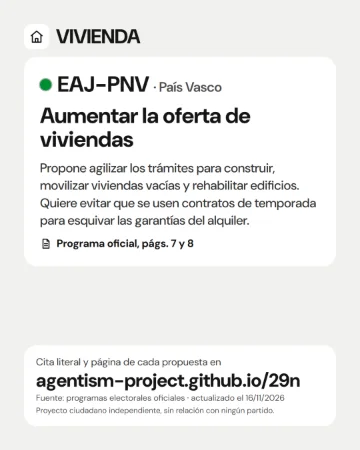 VIVIENDA
EAJ-PNV · País Vasco
Aumentar la oferta de
viviendas
Propone agilizar los trámites para construir,
movilizar viviendas vacías y rehabilitar edificios.
Quiere evitar que se usen contratos de temporada
para esquivar las garantías del alquiler.
Programa oficial, págs. 7 y 8
Cita literal y página de cada propuesta en
agentism-project.github.io/29n
Fuente: programas electorales oficiales · actualizado el 16/11/2026
Proyecto ciudadano independiente, sin relación con ningún partido.